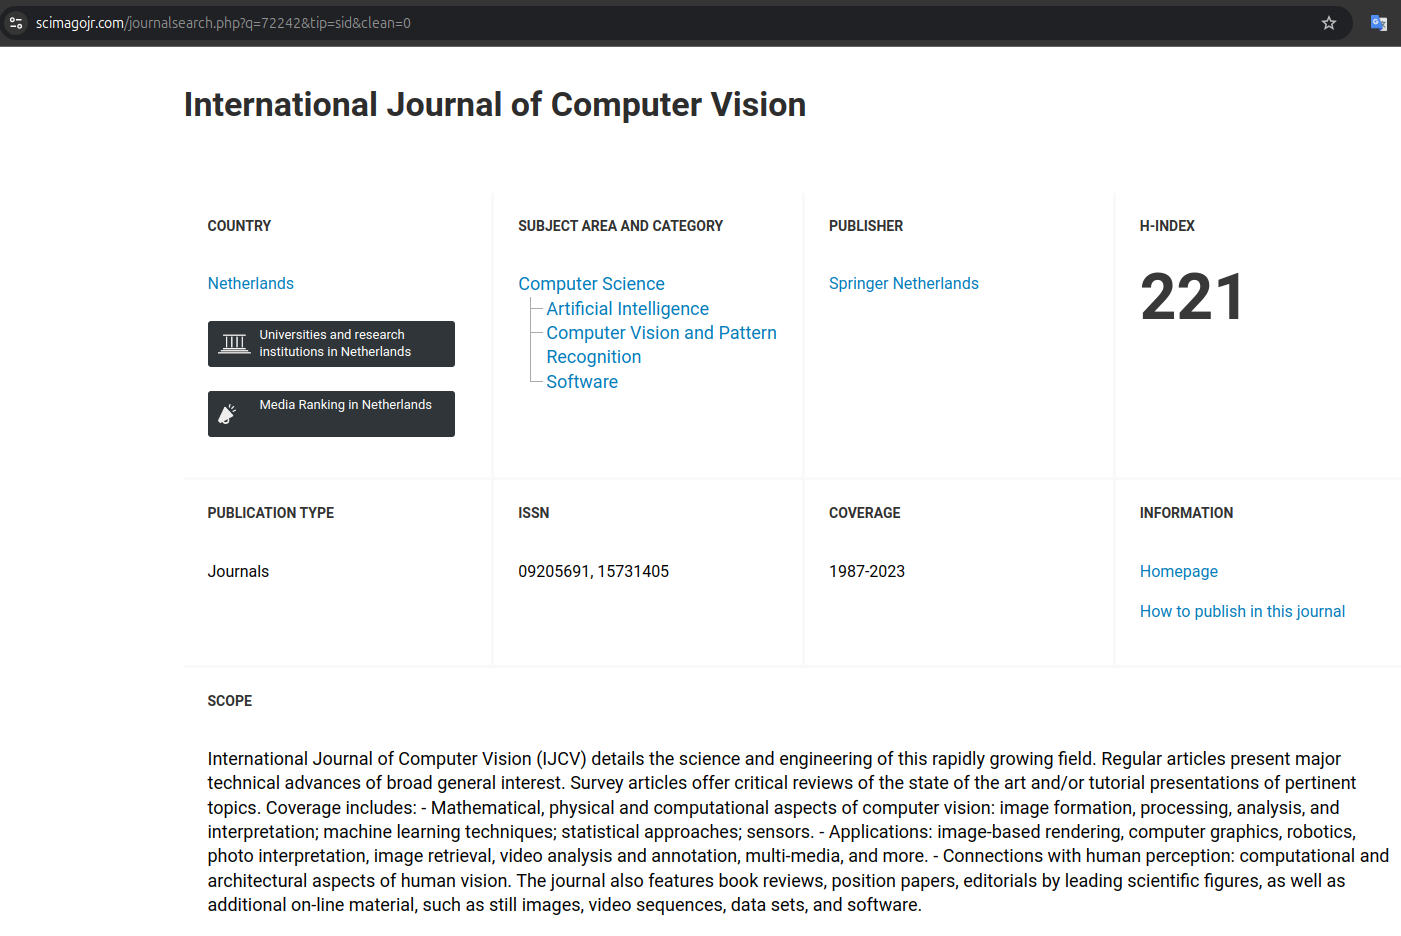 scimagojr.com/journalsearch.php?q=72242&tip=sid&clean=0
International Journal of Computer Vision
COUNTRY
Netherlands
Universities and research
institutions in Netherlands
Media Ranking in Netherlands
SUBJECT AREA AND CATEGORY
Computer Science
Artificial Intelligence
Computer Vision and Pattern
Recognition
Software
PUBLISHER
Springer Netherlands
H-INDEX
221
PUBLICATION TYPE
Journals
ISSN
09205691, 15731405
COVERAGE
1987-2023
INFORMATION
Homepage
How to publish in this journal
SCOPE
International Journal of Computer Vision (IJCV) details the science and engineering of this rapidly growing field. Regular articles present major
technical advances of broad general interest. Survey articles offer critical reviews of the state of the art and/or tutorial presentations of pertinent
topics. Coverage includes: - Mathematical, physical and computational aspects of computer vision: image formation, processing, analysis, and
interpretation; machine learning techniques; statistical approaches; sensors. - Applications: image-based rendering, computer graphics, robotics,
photo interpretation, image retrieval, video analysis and annotation, multi-media, and more. - Connections with human perception: computational and
architectural aspects of human vision. The journal also features book reviews, position papers, editorials by leading scientific figures, as well as
additional on-line material, such as still images, video sequences, data sets, and software.